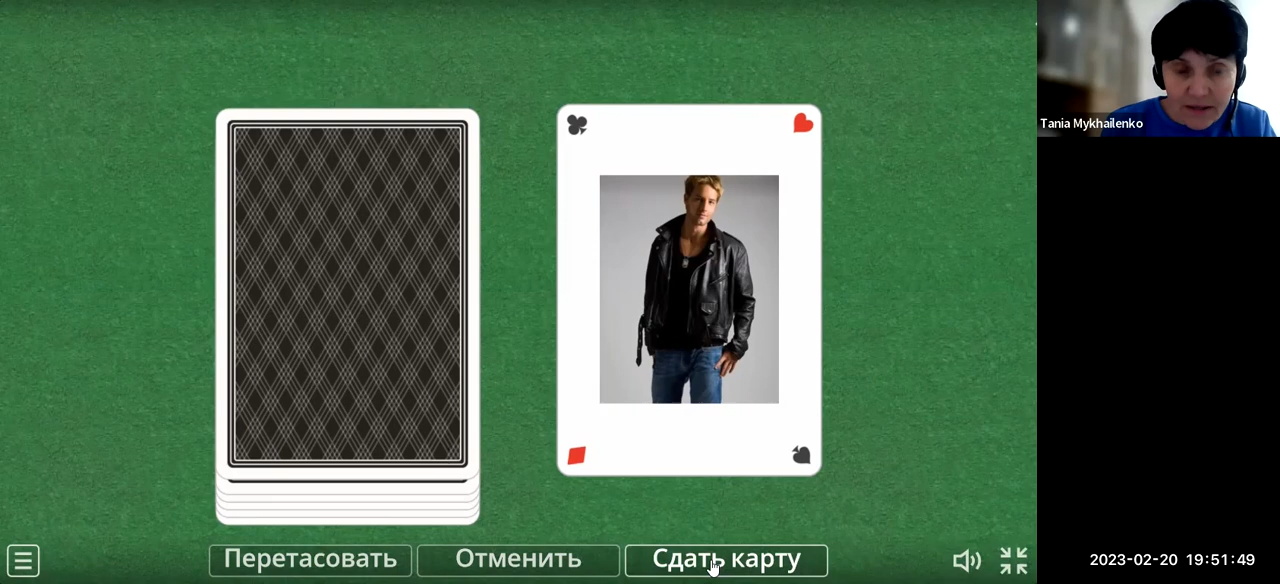 Tania Mykhailenko
Перетасовать
Отменить
Сдать карту
2023-02-20 19:51:49